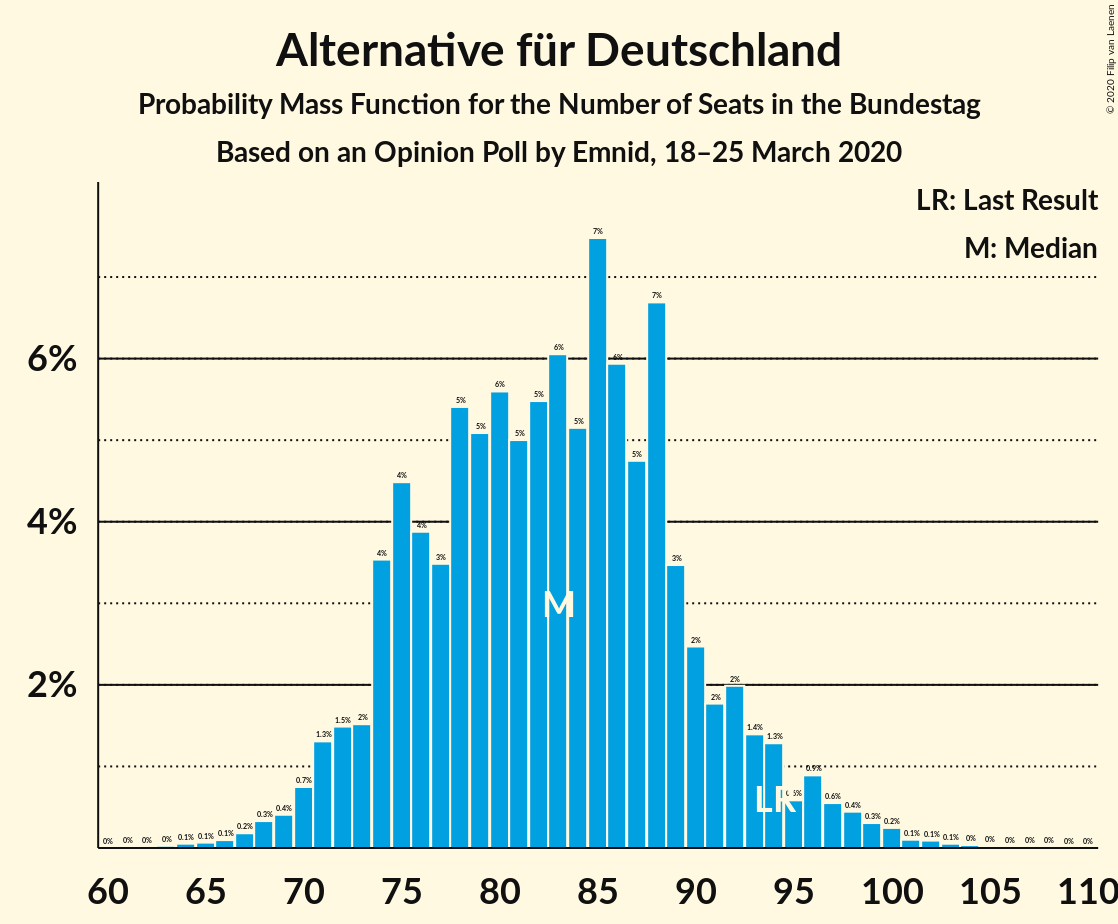 Alternative für Deutschland
Probability Mass Function for the Number of Seats in the Bundestag
Based on an Opinion Poll by Emnid, 18–25 March 2020
© 2020 Filip van Laenen
LR: Last Result
M: Median
6%
4%
2%
0% 0% 0% 0% 0.1% 0.1% 0.1% 0.2% 0.3% 0.4% 0.7% 1.3% 1.5% 2% 4% 4% 4% 3% 5% 5% 6% 5% 5% 6% 5% 7% 6% 5% 7% 3% 2% 2% 2% 1.4% 1.3% 0.9% 0.6% 0.4% 0.3% 0.2% 0.1% 0.1% 0.1% 0% 0% 0% 0% 0% 0% 0%
M
LR
60 65 70 75 80 85 90 95 100 105 110